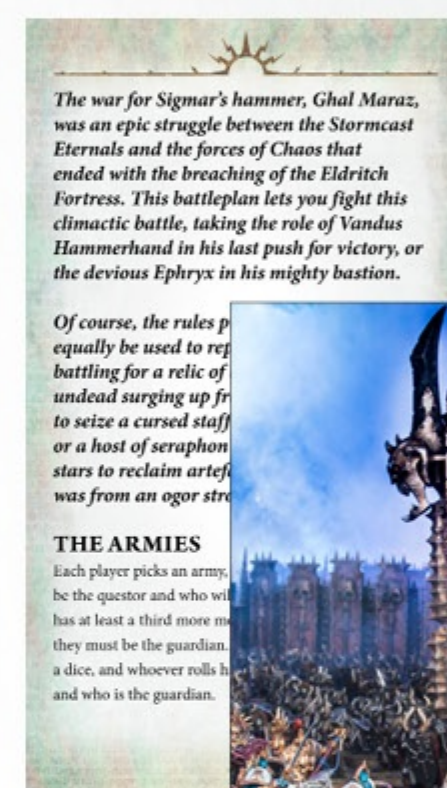 The war for Sigmar's hammer, Ghal Maraz,
was an epic struggle between the Stormcast
Eternals and the forces of Chaos that
ended with the breaching of the Eldritch
Fortress. This battleplan lets you fight this
climactic battle, taking the role of Vandus
Hammerhand in his last push for victory, or
the devious Ephryx in his mighty bastion.
Of course, the rules p
equally be used to rep
battling for a relic of
undead surging up fr
to seize a cursed staff
or a host of seraphon
stars to reclaim artef
was from an ogor stro
THE ARMIES
Each player picks an army,
be the questor and who wil
has at least a third more m
they must be the guardian.
a dice, and whoever rolls h
and who is the guardian.